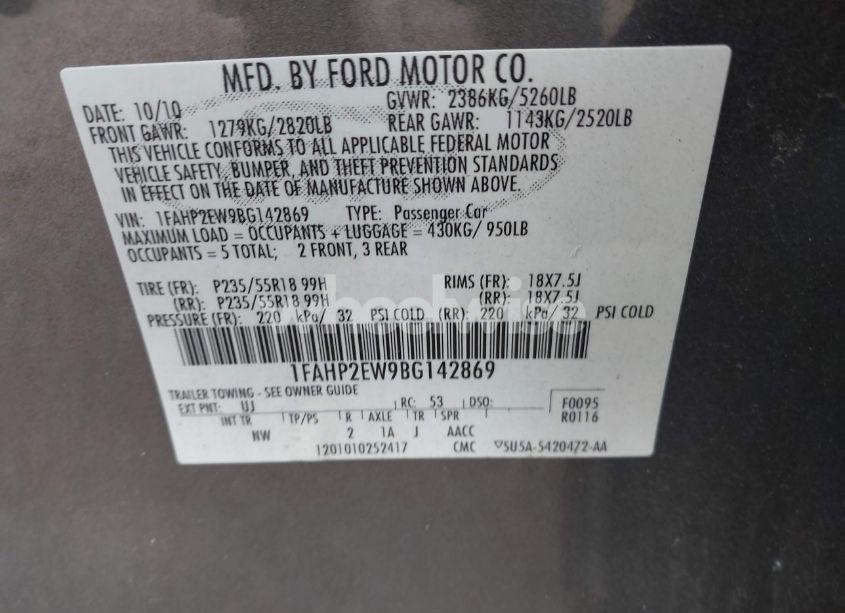 MFD. BY FORD MOTOR CO.
DATE: 10/10 GVWR: 2386KG/5260LB
FRONT GAWR: 1279KG/2820LB REAR GAWR: 1143KG/2520LB
THIS VEHICLE CONFORMS TO ALL APPLICABLE FEDERAL MOTOR
VEHICLE SAFETY, BUMPER, AND THEFT PREVENTION STANDARDS
IN EFFECT ON THE DATE OF MANUFACTURE SHOWN ABOVE.
VIN: 1FAHP2EW9BG142869 TYPE: Passenger Car
MAXIMUM LOAD = OCCUPANTS + LUGGAGE = 430KG/ 950LB
OCCUPANTS = 5 TOTAL; 2 FRONT, 3 REAR
TIRE (FR): P235/55R18 99H RIMS (FR): 18X7.5J
(RR): P235/55R18 99H (RR): 18X7.5J
PRESSURE (FR): 220 kPa/ 32 PSI COLD (RR): 220 kPa/ 32 PSI COLD
1FAHP2EW9BG142869
TRAILER TOWING - SEE OWNER GUIDE
EXT PNT: UJ RC: 53 DSO: F0095
R0116
INT TR TP/PS R AXLE TR SPR
NW 2 1A J AACC
1201010252417 CMC 5U5A-5420472-AA